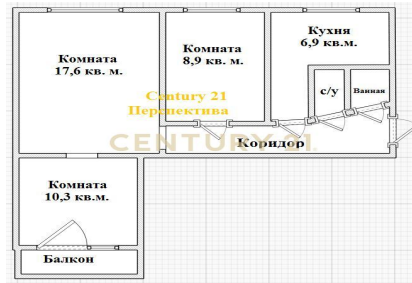 Комната
17,6 кв. м.
Комната
8,9 кв. м.
Кухня
6,9 кв.м.
с/у
Ванная
Century 21
Перспектива
CENTURY 21.
Коридор
Комната
10,3 кв.м.
Балкон